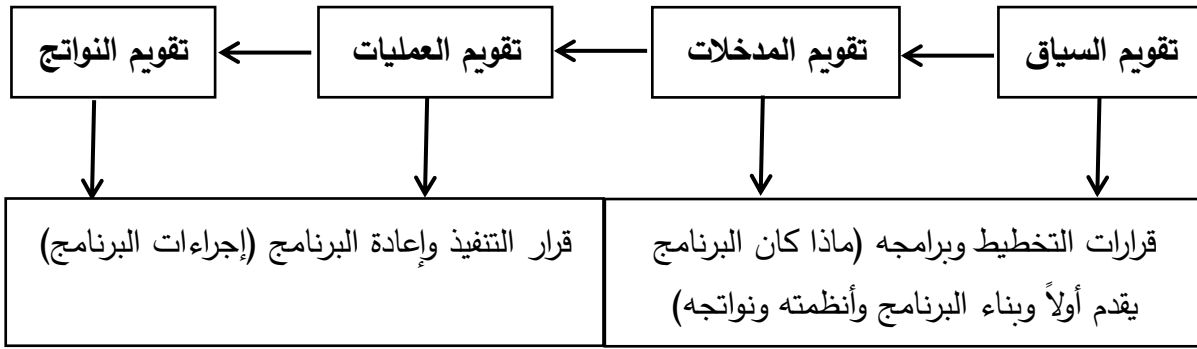 تقويم السياق
تقويم المدخلات
تقويم العمليات
تقويم النواتج
قرارات التخطيط وبرامجه (ماذا كان البرنامج
يقدم أولاً وبناء البرنامج وأنظمته ونواتجه)
قرار التنفيذ وإعادة البرنامج (إجراءات البرنامج)